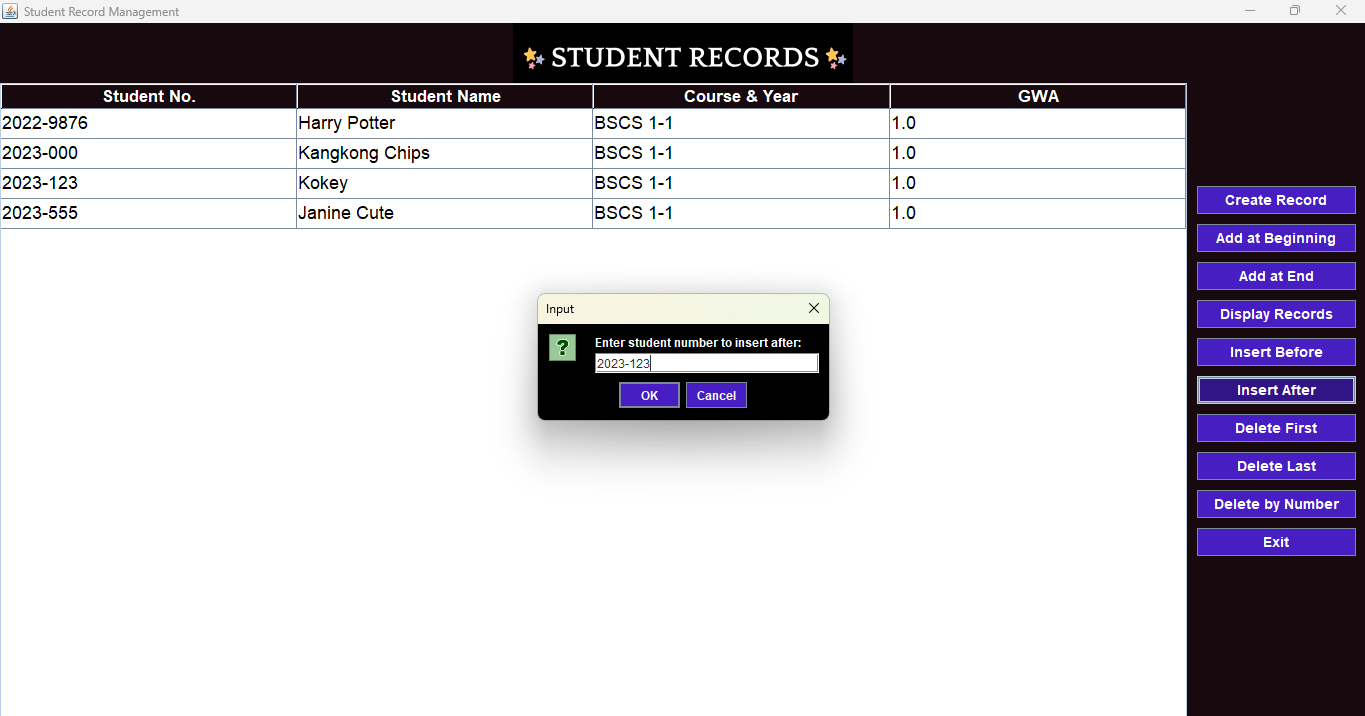 Student Record Management
STUDENT RECORDS
Student No. Student Name Course & Year GWA
2022-9876 Harry Potter BSCS 1-1 1.0
2023-000 Kangkong Chips BSCS 1-1 1.0
2023-123 Kokey BSCS 1-1 1.0
2023-555 Janine Cute BSCS 1-1 1.0
Input
?
Enter student number to insert after:
2023-123
OK Cancel
Create Record
Add at Beginning
Add at End
Display Records
Insert Before
Insert After
Delete First
Delete Last
Delete by Number
Exit